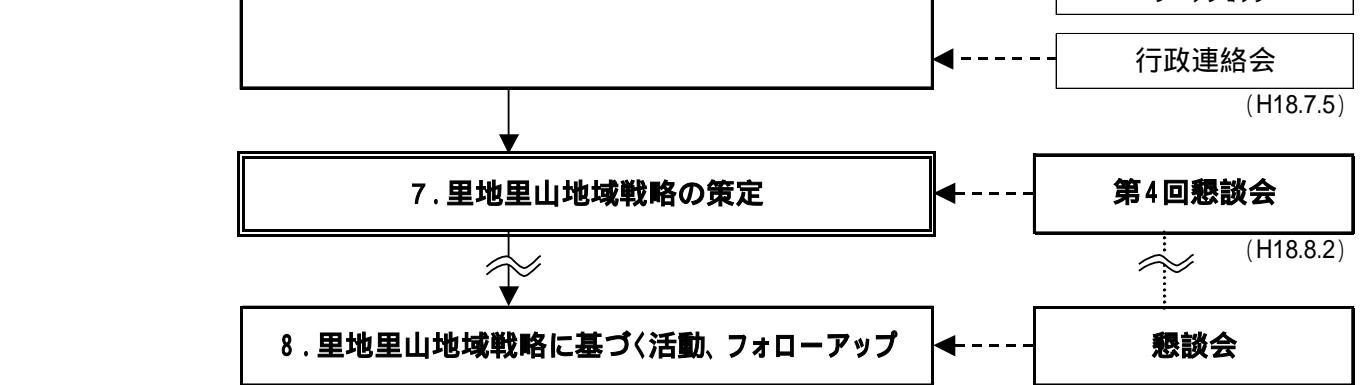 行政連絡会
（H18.7.5）
7．里地里山地域戦略の策定
第4回懇談会
（H18.8.2）
8．里地里山地域戦略に基づく活動、フォローアップ
懇談会